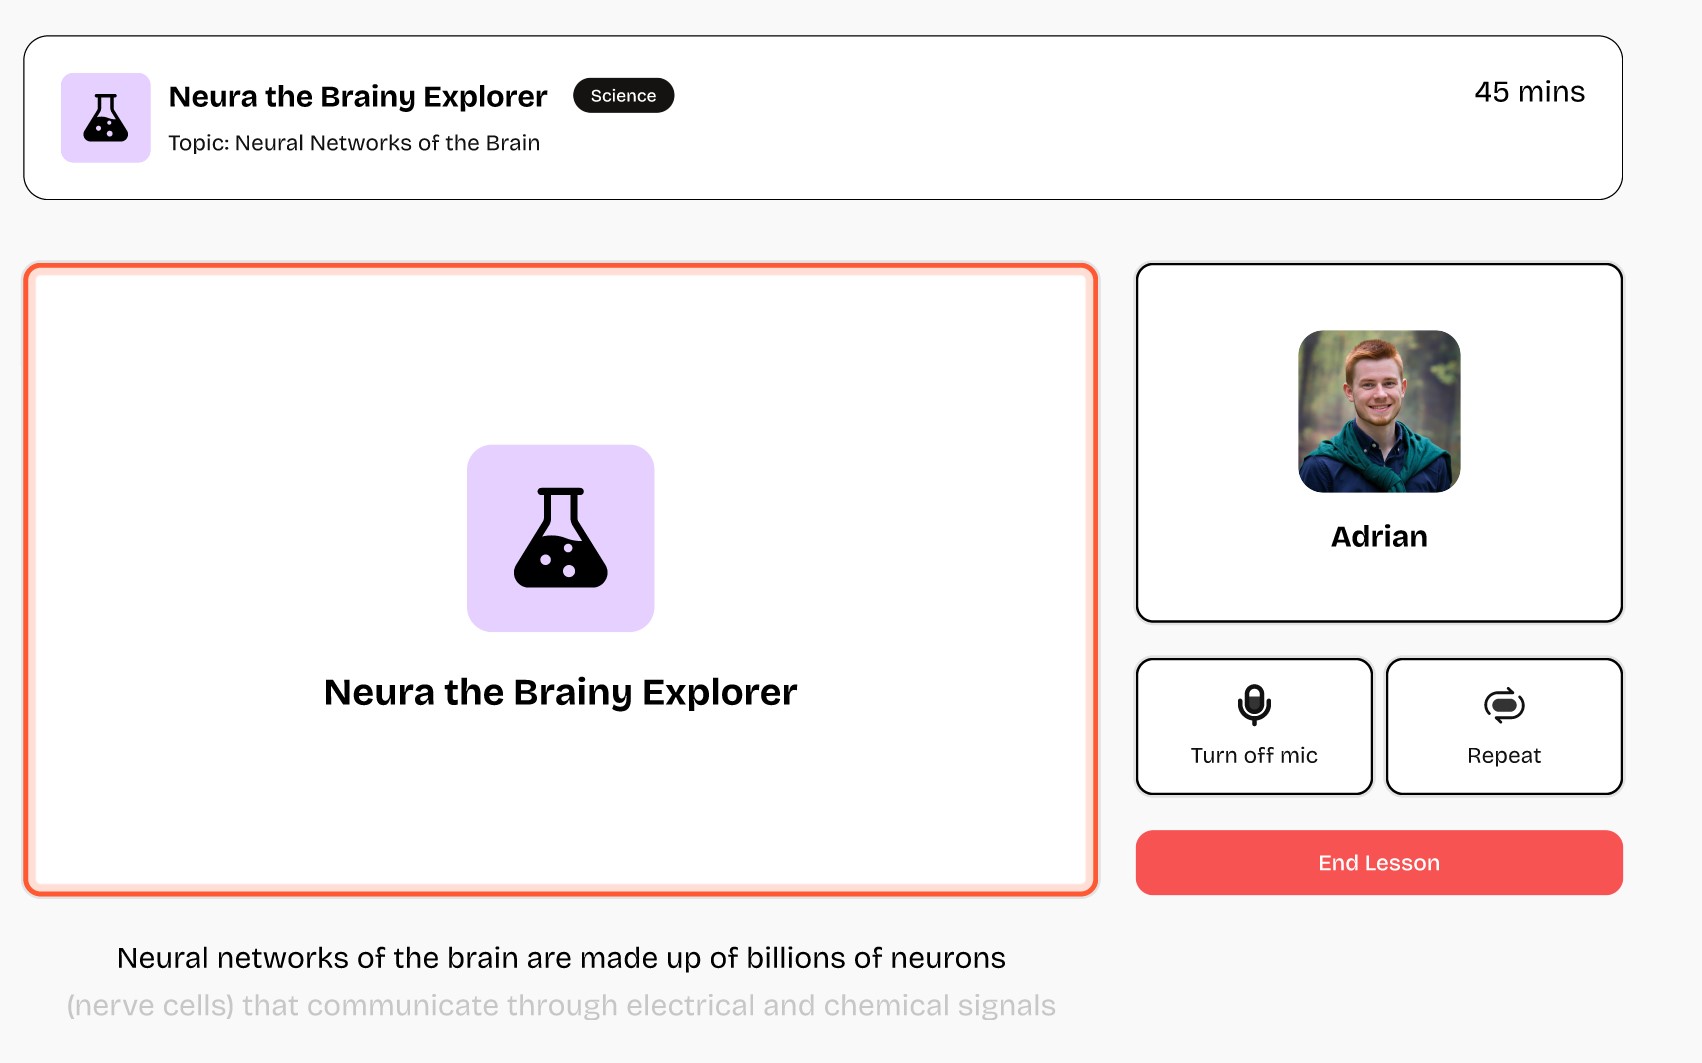 Neura the Brainy Explorer
Science
45 mins
Topic: Neural Networks of the Brain
Neura the Brainy Explorer
Adrian
Turn off mic
Repeat
End Lesson
Neural networks of the brain are made up of billions of neurons
(nerve cells) that communicate through electrical and chemical signals